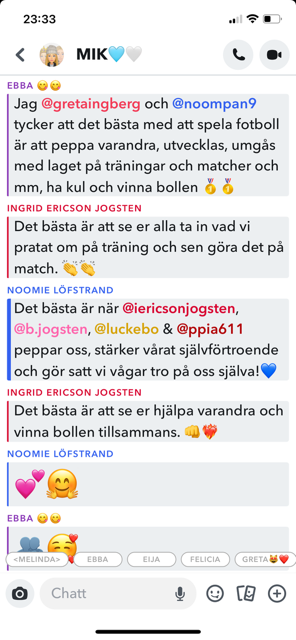 23:33
MIK🩵🤍
EBBA 😋😋
Jag @gretaingberg och @noompan9
tycker att det bästa med att spela fotboll
är att peppa varandra, utvecklas, umgås
med laget på träningar och matcher och
mm, ha kul och vinna bollen 🥇🥇
INGRID ERICSON JOGSTEN
Det bästa är att se er alla ta in vad vi
pratat om på träning och sen göra det på
match. 👏👏
NOOMIE LÖFSTRAND
Det bästa är när @iericsonjogsten,
@b.jogsten, @luckebo & @ppia611
peppar oss, stärker vårat självförtroende
och gör satt vi vågar tro på oss själva!💙
INGRID ERICSON JOGSTEN
Det bästa är att se er hjälpa varandra och
vinna bollen tillsammans. 👊❤️‍🔥
NOOMIE LÖFSTRAND
💕🤗
EBBA 😋😋
🫂🥰
<MELINDA> EBBA EIJA FELICIA GRETA😻❤️
Chatt